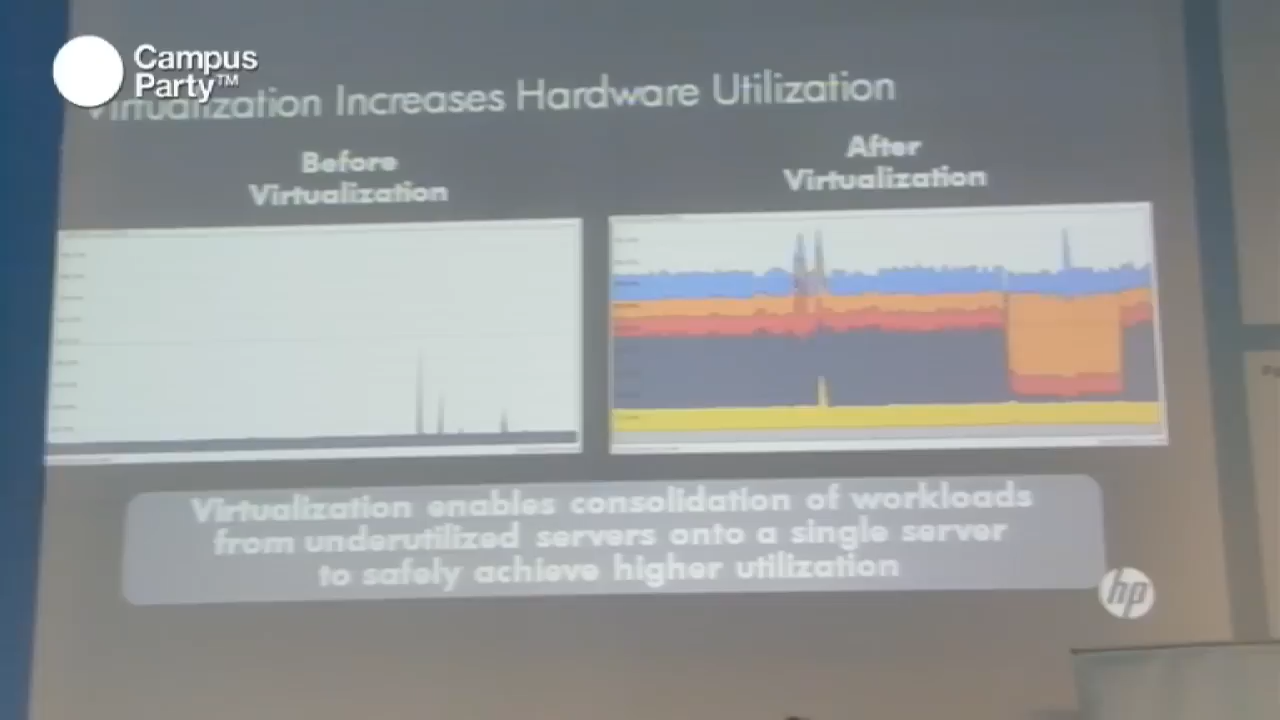 Campus
Party™
Virtualization Increases Hardware Utilization
Before
Virtualization
After
Virtualization
Virtualization enables consolidation of workloads
from underutilized servers onto a single server
to safely achieve higher utilization
hp